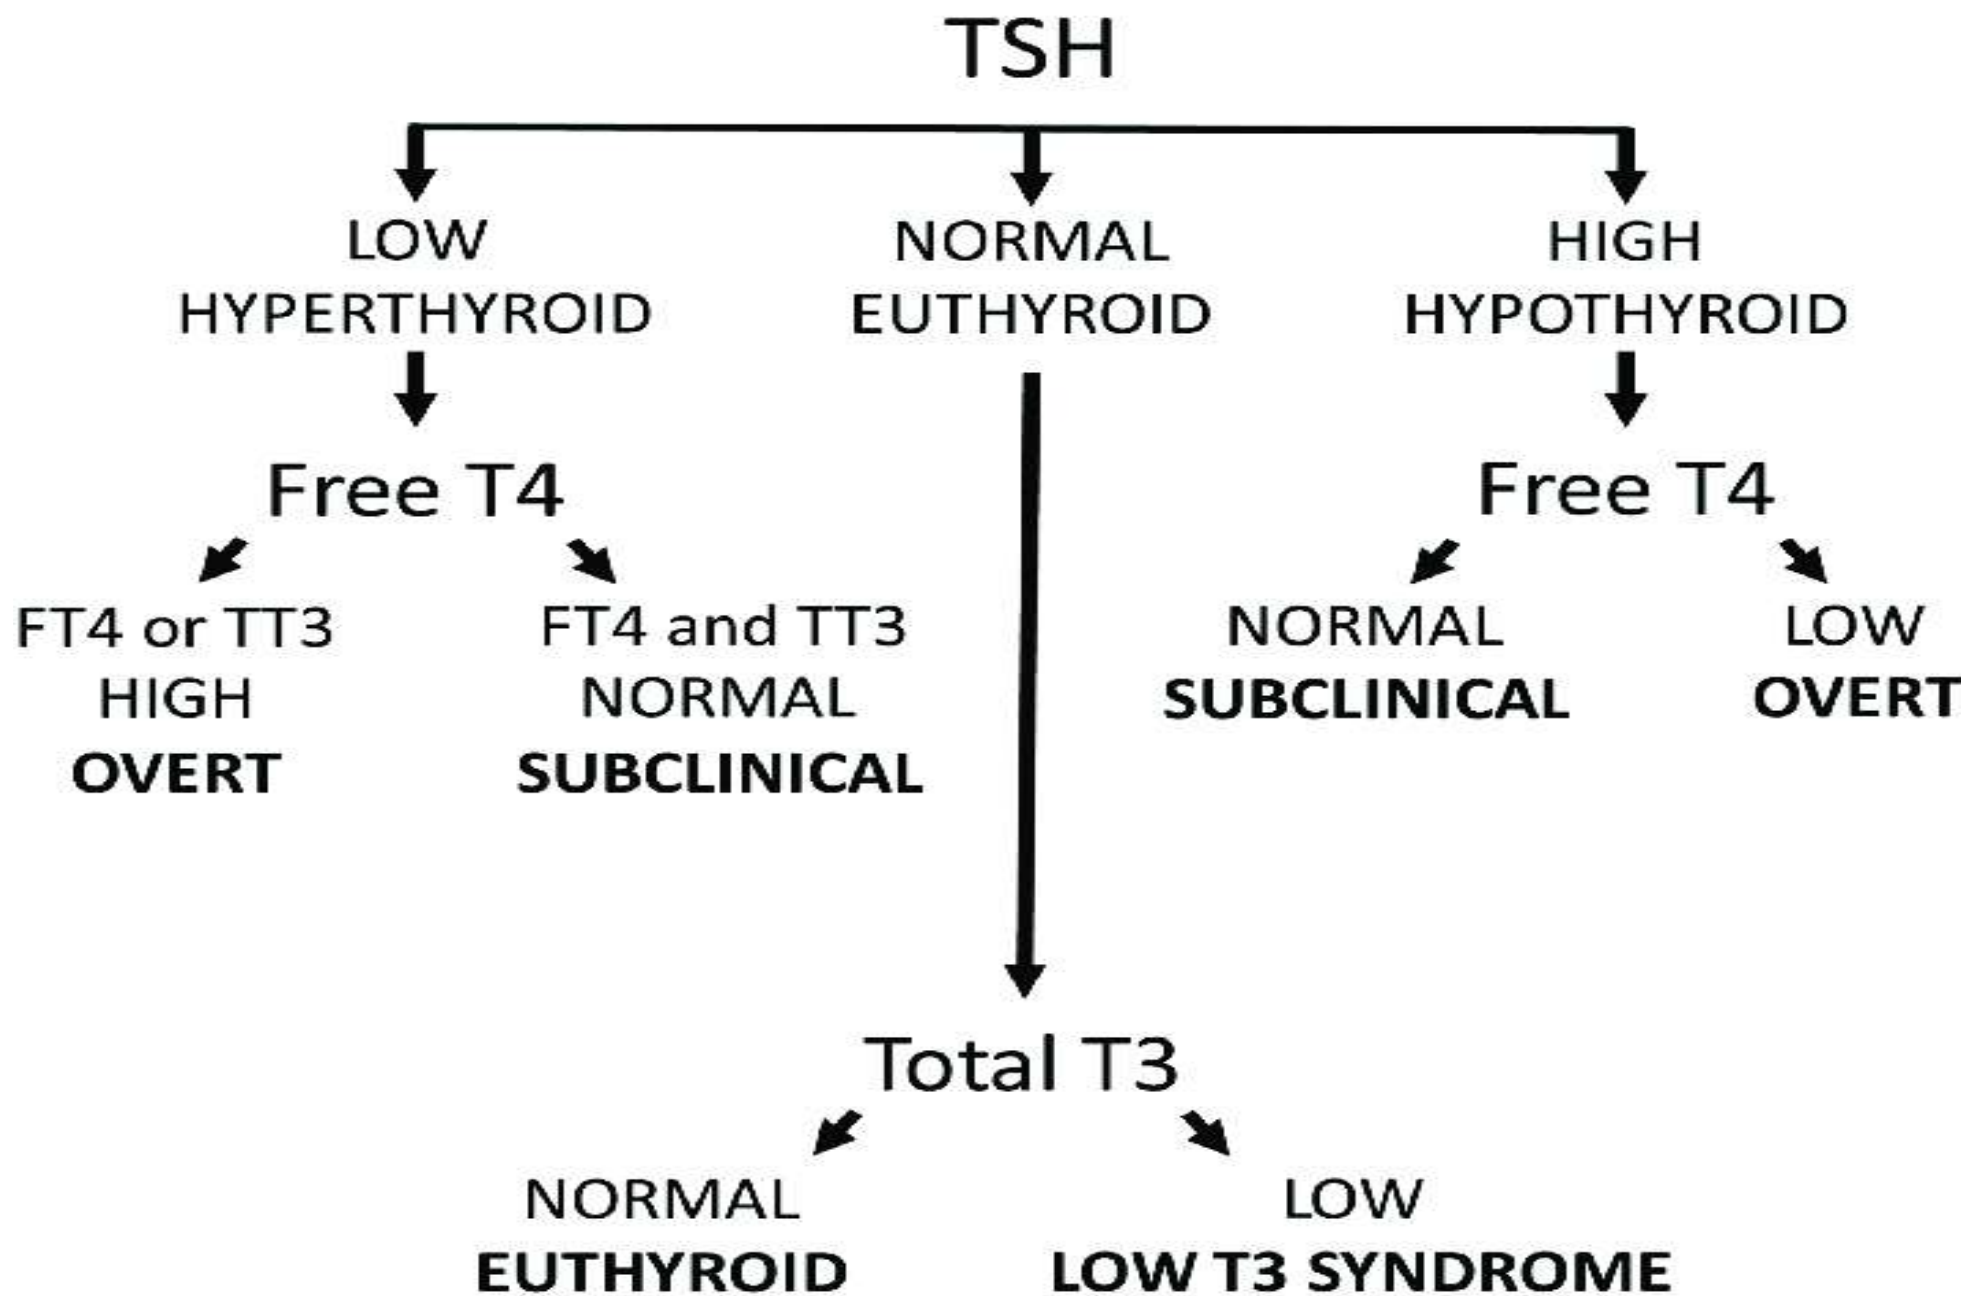 TSH
LOW
HYPERTHYROID
NORMAL
EUTHYROID
HIGH
HYPOTHYROID
Free T4
Free T4
FT4 or TT3
HIGH
OVERT
FT4 and TT3
NORMAL
SUBCLINICAL
NORMAL
SUBCLINICAL
LOW
OVERT
Total T3
NORMAL
EUTHYROID
LOW
LOW T3 SYNDROME